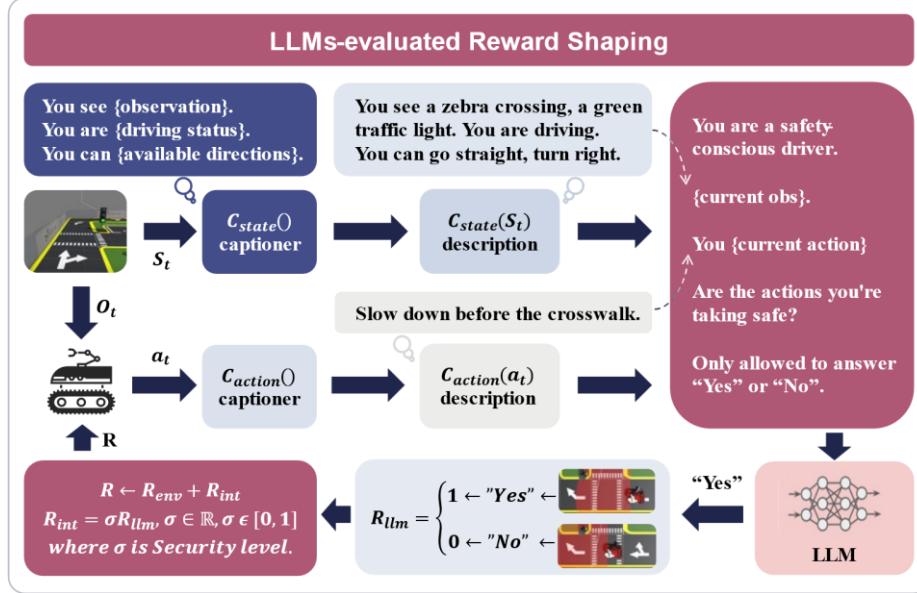 LLMs-evaluated Reward Shaping
You see {observation}.
You are {driving status}.
You can {available directions}.
You see a zebra crossing, a green
traffic light. You are driving.
You can go straight, turn right.
You are a safety-
conscious driver.
{current obs}.
You {current action}
Are the actions you're
taking safe?
Only allowed to answer
“Yes” or “No”.
S_t
C_state()
captioner
C_state(S_t)
description
O_t
Slow down before the crosswalk.
a_t
C_action()
captioner
C_action(a_t)
description
R
R ← R_env + R_int
R_int = σR_llm, σ ∈ ℝ, σ ϵ [0, 1]
where σ is Security level.
R_llm = {
1 ← "Yes" ←
0 ← "No" ←
“Yes”
LLM